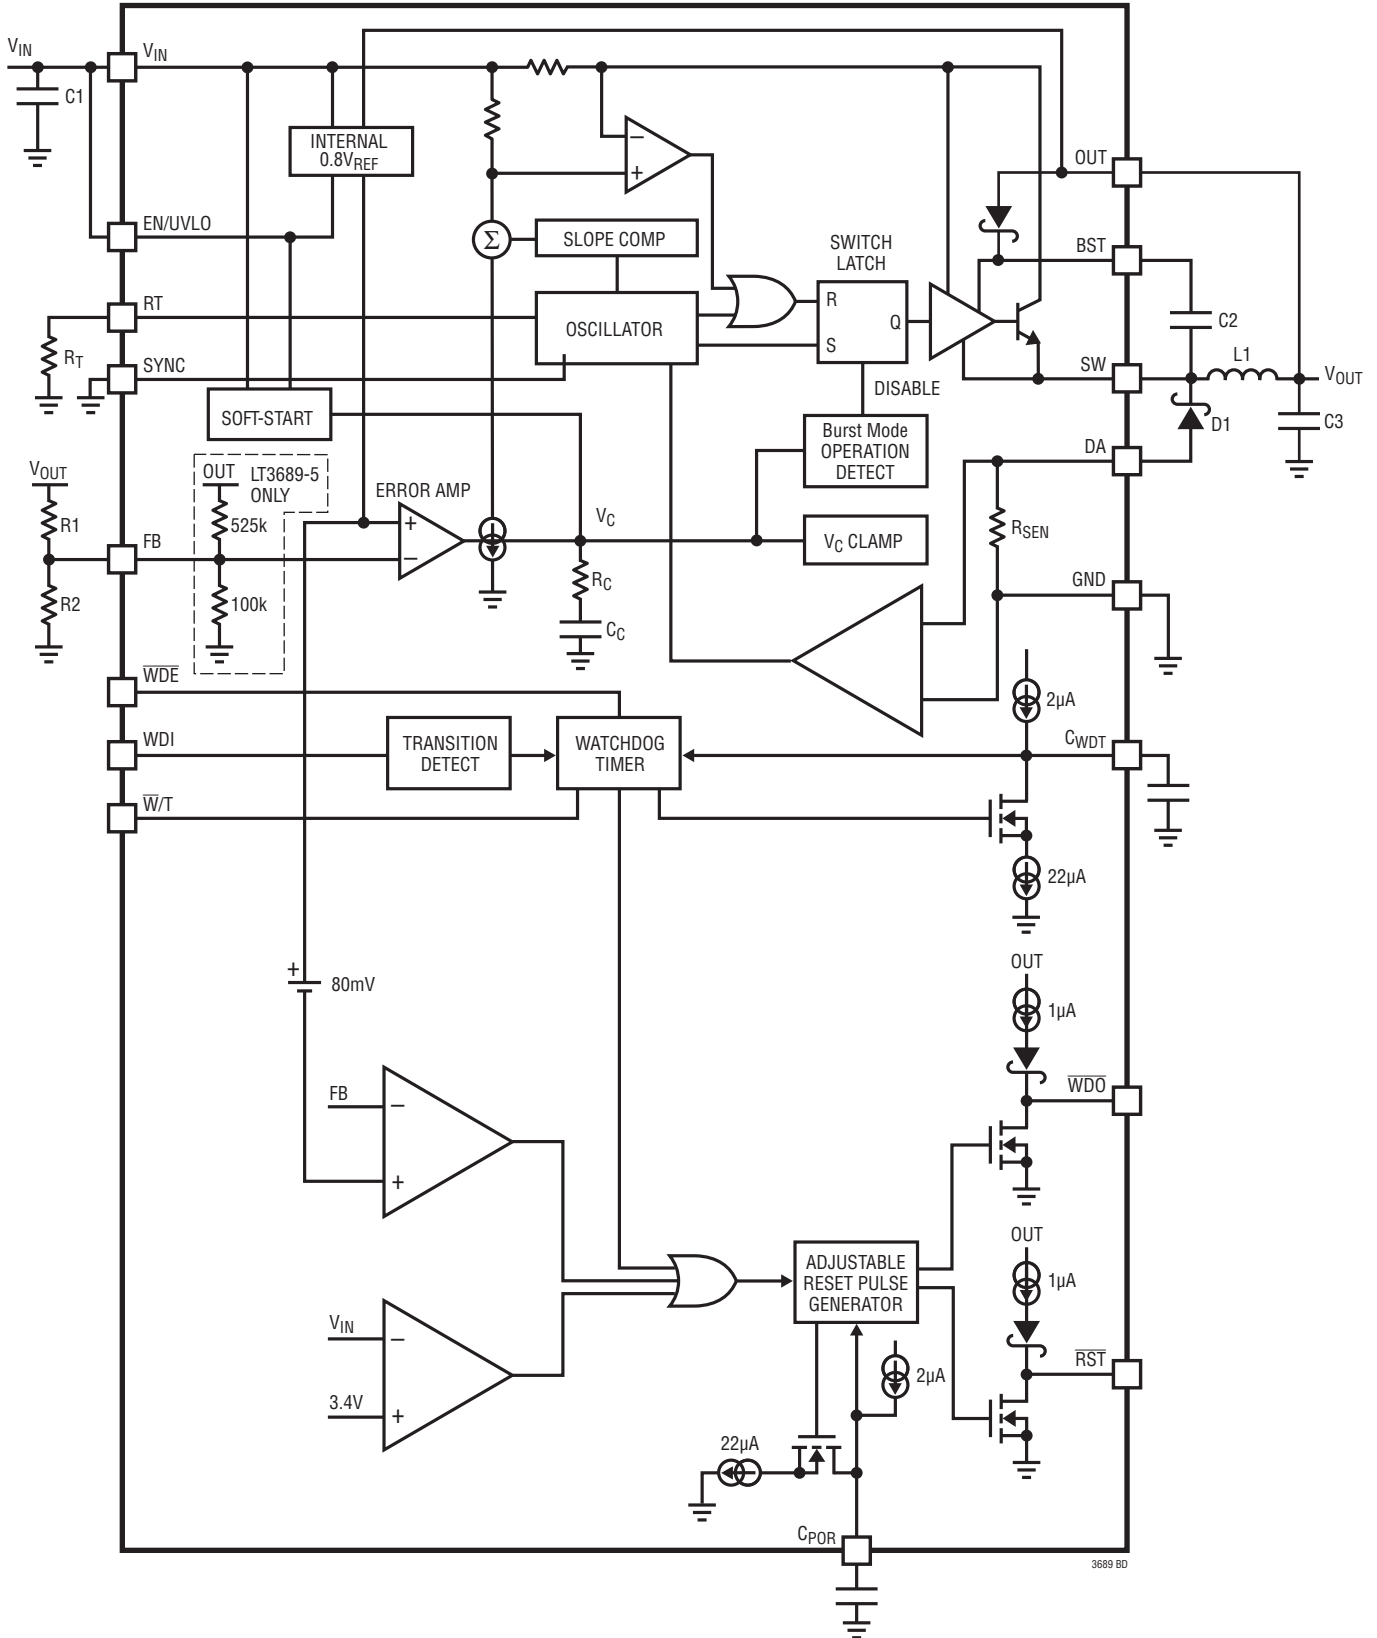 VIN
VIN
C1
INTERNAL
0.8VREF
−
+
OUT
EN/UVLO
Σ
SLOPE COMP
SWITCH
LATCH
BST
RT
OSCILLATOR
R
Q
S
C2
RT
SYNC
DISABLE
SW
L1
VOUT
SOFT-START
Burst Mode
OPERATION
DETECT
D1
C3
DA
VOUT
OUT
LT3689-5
ONLY
ERROR AMP
R1
525k
+
−
VC
VC CLAMP
RSEN
FB
R2
100k
RC
CC
GND
W̅D̅E̅
2µA
WDI
TRANSITION
DETECT
WATCHDOG
TIMER
CWDT
W̅/T
22µA
OUT
+
80mV
1µA
W̅D̅O̅
FB
−
+
OUT
ADJUSTABLE
RESET PULSE
GENERATOR
1µA
VIN
−
3.4V
+
2µA
R̅S̅T̅
22µA
CPOR
3689 BD